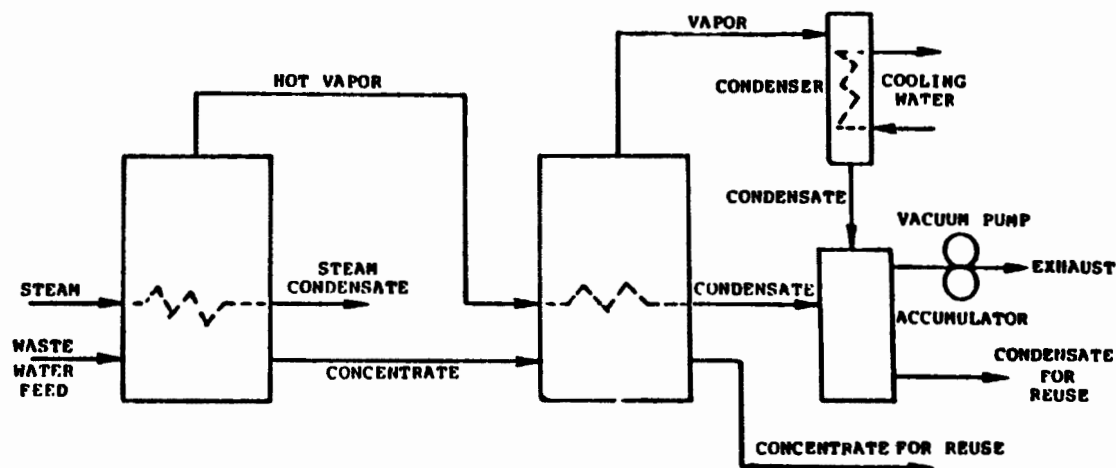 VAPOR
HOT VAPOR
CONDENSER
COOLING
WATER
CONDENSATE
VACUUM PUMP
EXHAUST
STEAM
STEAM
CONDENSATE
CONDENSATE
ACCUMULATOR
WASTE
WATER
FEED
CONCENTRATE
CONDENSATE
FOR
REUSE
CONCENTRATE FOR REUSE